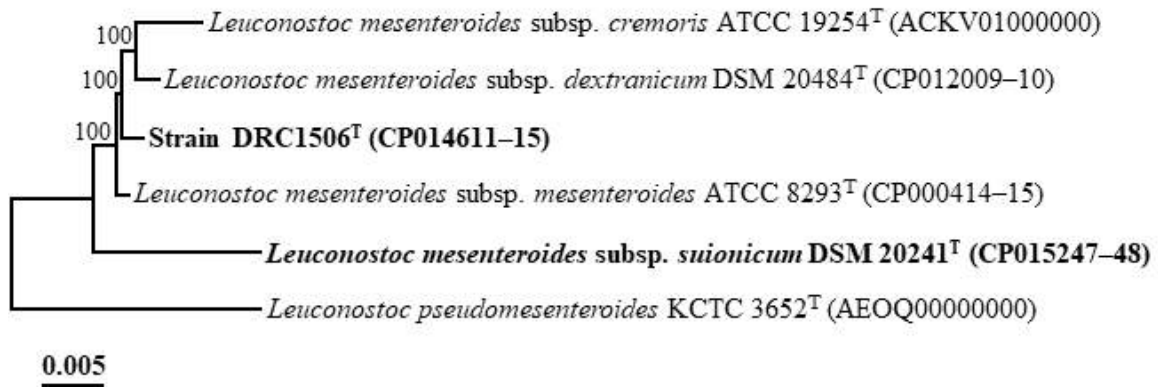 Leuconostoc mesenteroides subsp. cremoris ATCC 19254ᵀ (ACKV01000000)
100
100
Leuconostoc mesenteroides subsp. dextranicum DSM 20484ᵀ (CP012009–10)
100
Strain DRC1506ᵀ (CP014611–15)
Leuconostoc mesenteroides subsp. mesenteroides ATCC 8293ᵀ (CP000414–15)
Leuconostoc mesenteroides subsp. suionicum DSM 20241ᵀ (CP015247–48)
Leuconostoc pseudomesenteroides KCTC 3652ᵀ (AEOQ00000000)
0.005